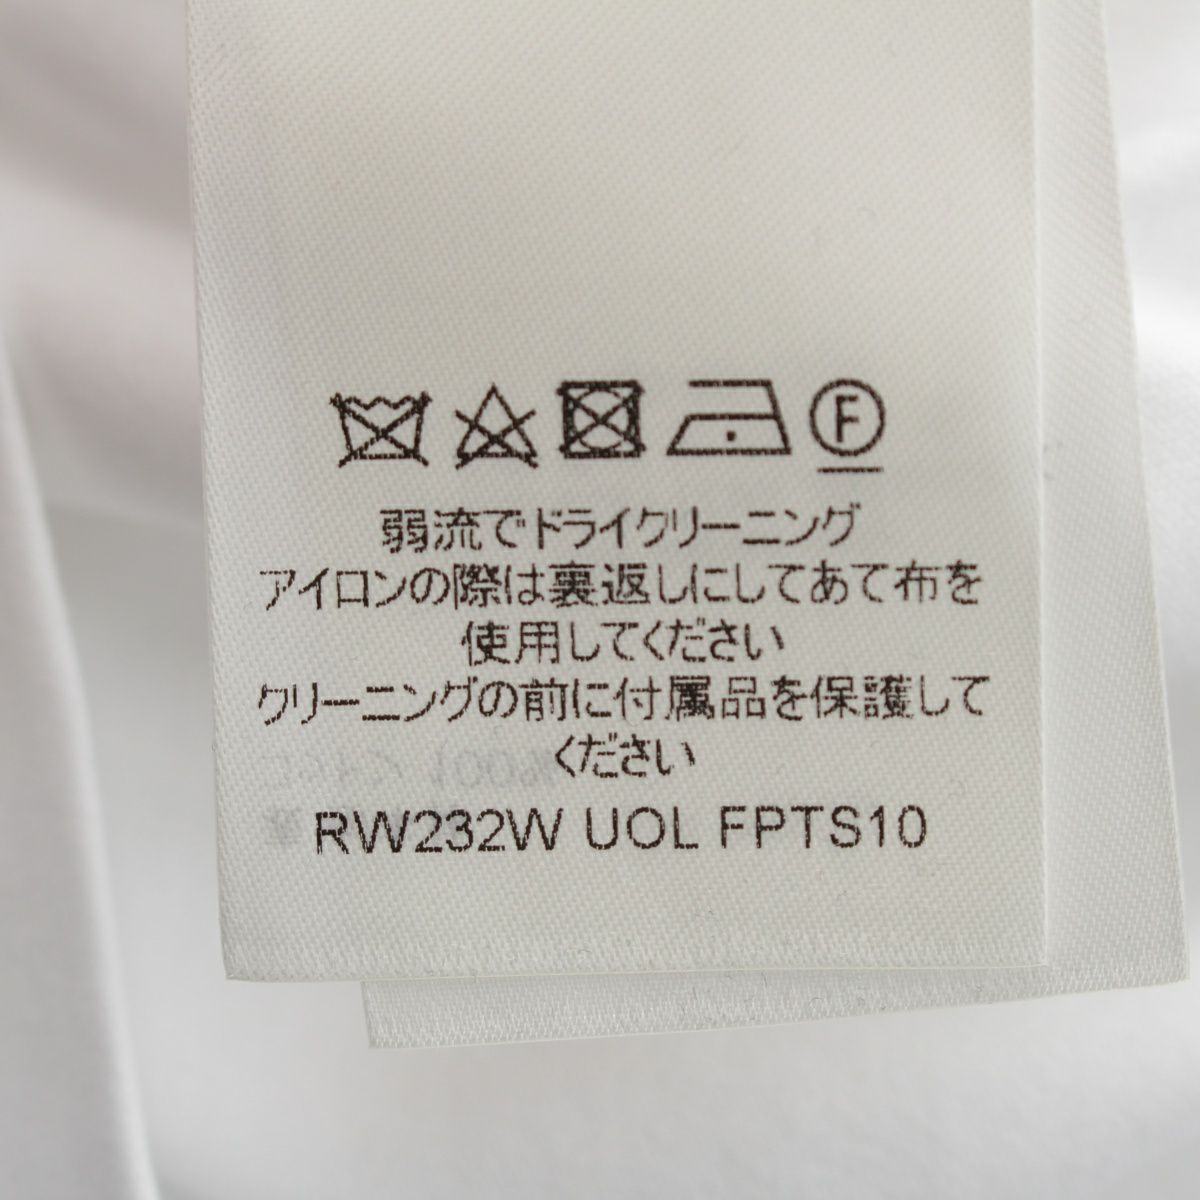 F
弱流でドライクリーニング
アイロンの際は裏返しにしてあて布を
使用してください
クリーニングの前に付属品を保護して
ください
RW232W UOL FPTS10